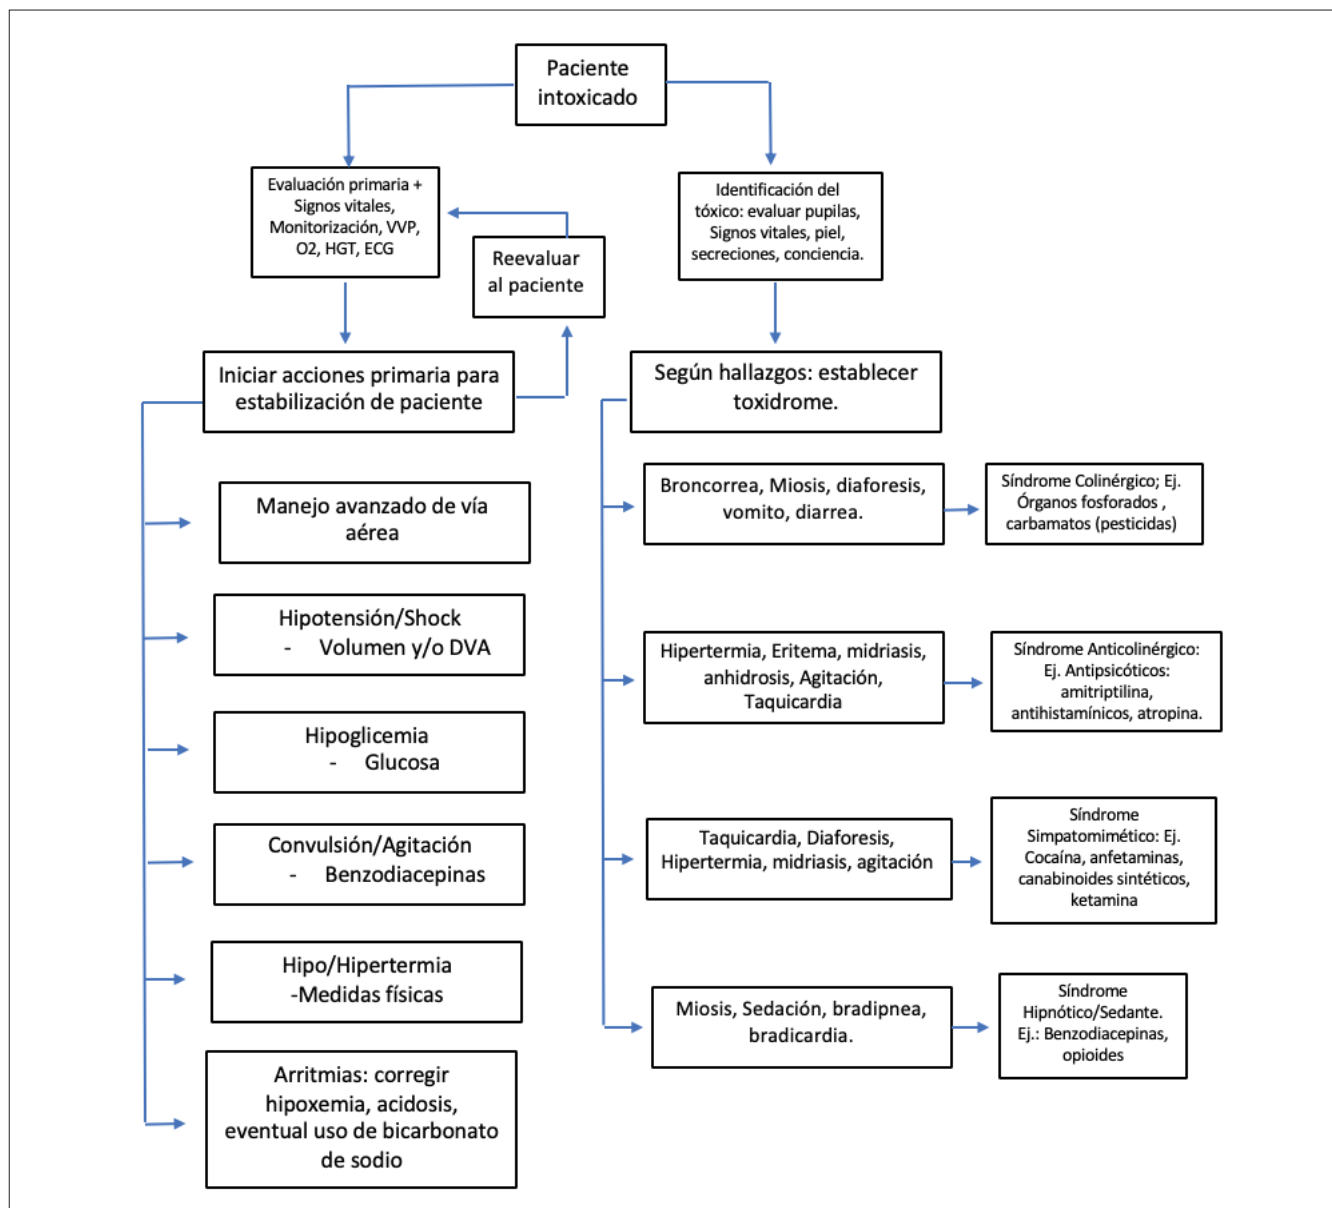 Paciente
intoxicado
Evaluación primaria +
Signos vitales,
Monitorización, VVP,
O2, HGT, ECG
Reevaluar
al paciente
Iniciar acciones primaria para
estabilización de paciente
Manejo avanzado de vía
aérea
Hipotensión/Shock
- Volumen y/o DVA
Hipoglicemia
- Glucosa
Convulsión/Agitación
- Benzodiacepinas
Hipo/Hipertermia
-Medidas físicas
Arritmias: corregir
hipoxemia, acidosis,
eventual uso de bicarbonato
de sodio
Identificación del
tóxico: evaluar pupilas,
Signos vitales, piel,
secreciones, conciencia.
Según hallazgos: establecer
toxidrome.
Broncorrea, Miosis, diaforesis,
vomito, diarrea.
Síndrome Colinérgico; Ej.
Órganos fosforados ,
carbamatos (pesticidas)
Hipertermia, Eritema, midriasis,
anhidrosis, Agitación,
Taquicardia
Síndrome Anticolinérgico:
Ej. Antipsicóticos:
amitriptilina,
antihistamínicos, atropina.
Taquicardia, Diaforesis,
Hipertermia, midriasis, agitación
Síndrome
Simpatomimético: Ej.
Cocaína, anfetaminas,
canabinoides sintéticos,
ketamina
Miosis, Sedación, bradipnea,
bradicardia.
Síndrome
Hipnótico/Sedante.
Ej.: Benzodiacepinas,
opioides